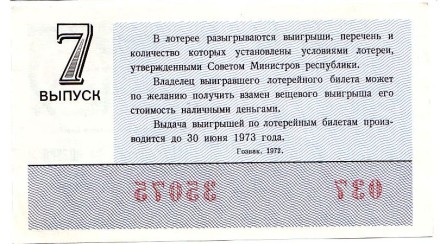 7
ВЫПУСК
В лотерее разыгрываются выигрыши, перечень и
количество которых установлены условиями лотереи,
утвержденными Советом Министров республики.
Владелец выигравшего лотерейного билета может
по желанию получить взамен вещевого выигрыша его
стоимость наличными деньгами.
Выдача выигрышей по лотерейным билетам произ-
водится до 30 июня 1973 года.
Гознак. 1972.
35075 037